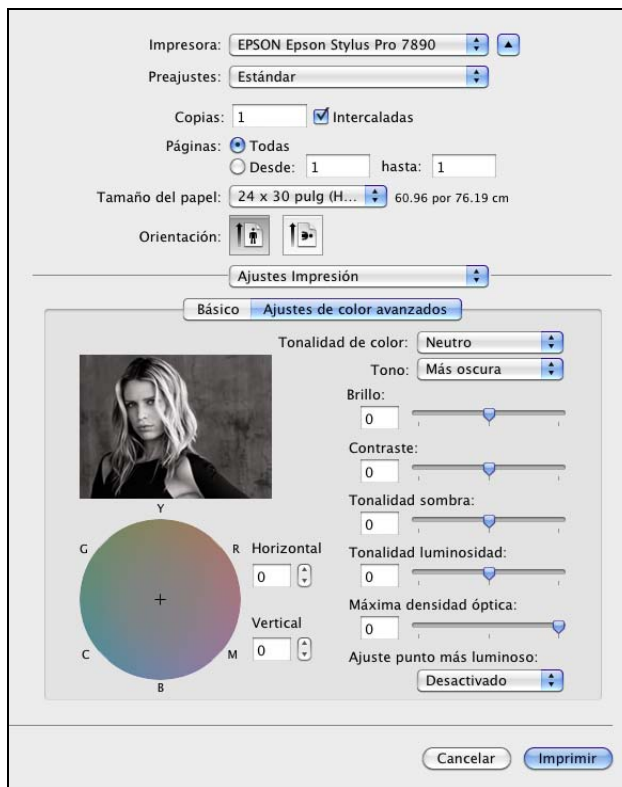 Impresora: EPSON Epson Stylus Pro 7890
Preajustes: Estándar
Copias: 1 Intercaladas
Páginas: Todas
Desde: 1 hasta: 1
Tamaño del papel: 24 x 30 pulg (H... 60.96 por 76.19 cm
Orientación:
Ajustes Impresión
Básico Ajustes de color avanzados
Tonalidad de color: Neutro
Tono: Más oscura
Brillo:
0
Contraste:
0
Tonalidad sombra:
0
Tonalidad luminosidad:
0
Máxima densidad óptica:
0
Ajuste punto más luminoso:
Desactivado
Y
G R
C M
B
Horizontal
0
Vertical
0
Cancelar Imprimir